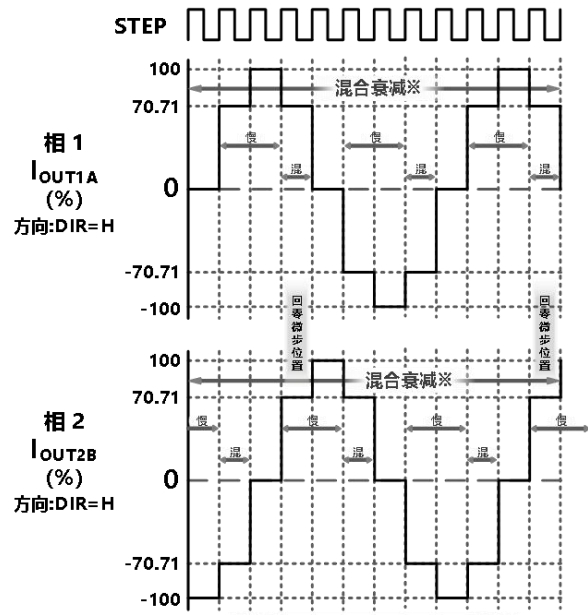 STEP
100
混合衰减※
70.71
慢
慢
慢
相 1
IOUT1A
(%)
方向:DIR=H
混
混
混
0
-70.71
-100
回零微步位置
回零微步位置
100
混合衰减※
70.71
慢
慢
慢
慢
相 2
IOUT2B
(%)
方向:DIR=H
混
混
混
0
-70.71
-100